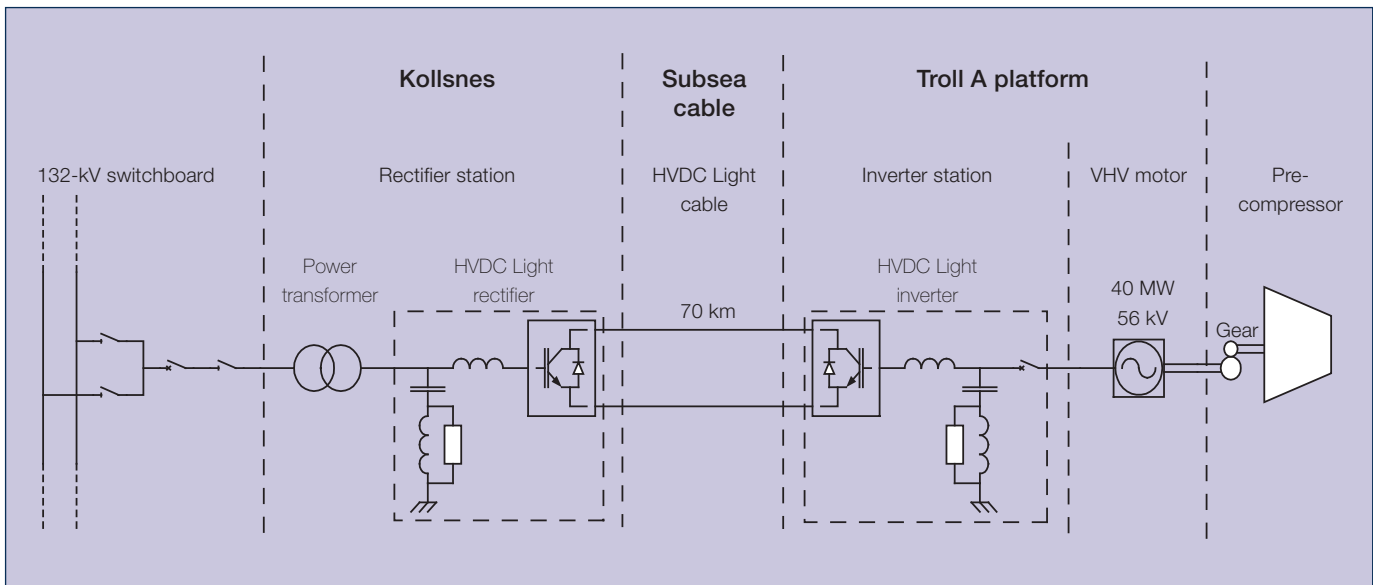 Kollsnes
Subsea
cable
Troll A platform
132-kV switchboard
Rectifier station
HVDC Light
cable
Inverter station
VHV motor
Pre-
compressor
Power
transformer
HVDC Light
rectifier
70 km
HVDC Light
inverter
40 MW
56 kV
Gear